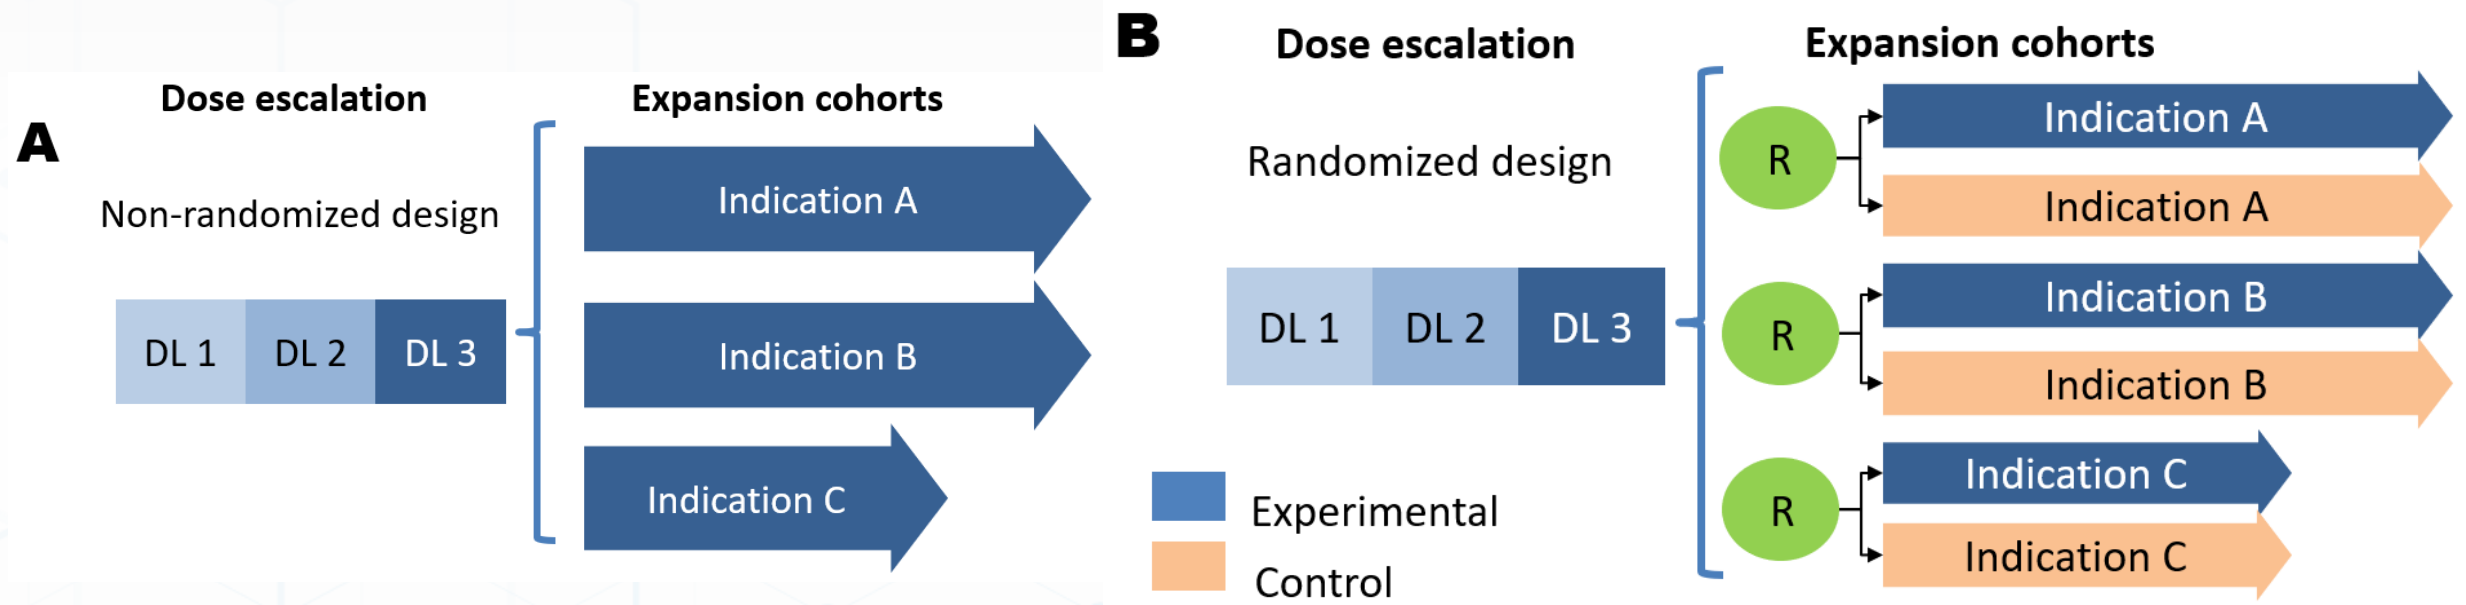 A
Dose escalation
Expansion cohorts
Non-randomized design
DL 1
DL 2
DL 3
Indication A
Indication B
Indication C
B
Dose escalation
Expansion cohorts
Randomized design
DL 1
DL 2
DL 3
R
Indication A
Indication A
R
Indication B
Indication B
R
Indication C
Indication C
Experimental
Control